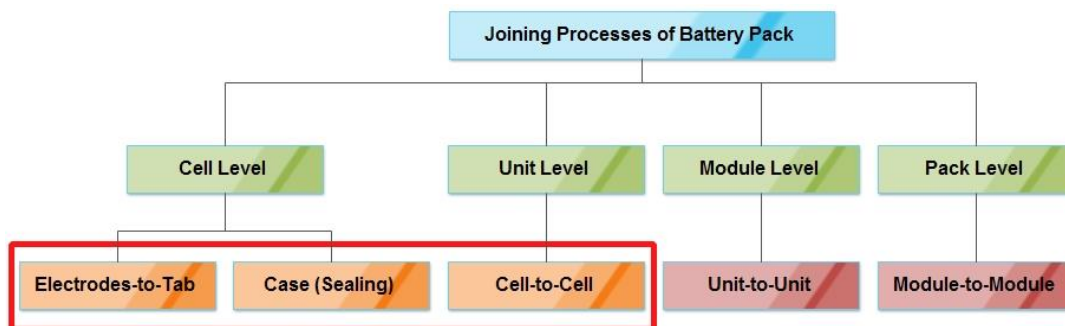 Joining Processes of Battery Pack
Cell Level
Unit Level
Module Level
Pack Level
Electrodes-to-Tab
Case (Sealing)
Cell-to-Cell
Unit-to-Unit
Module-to-Module